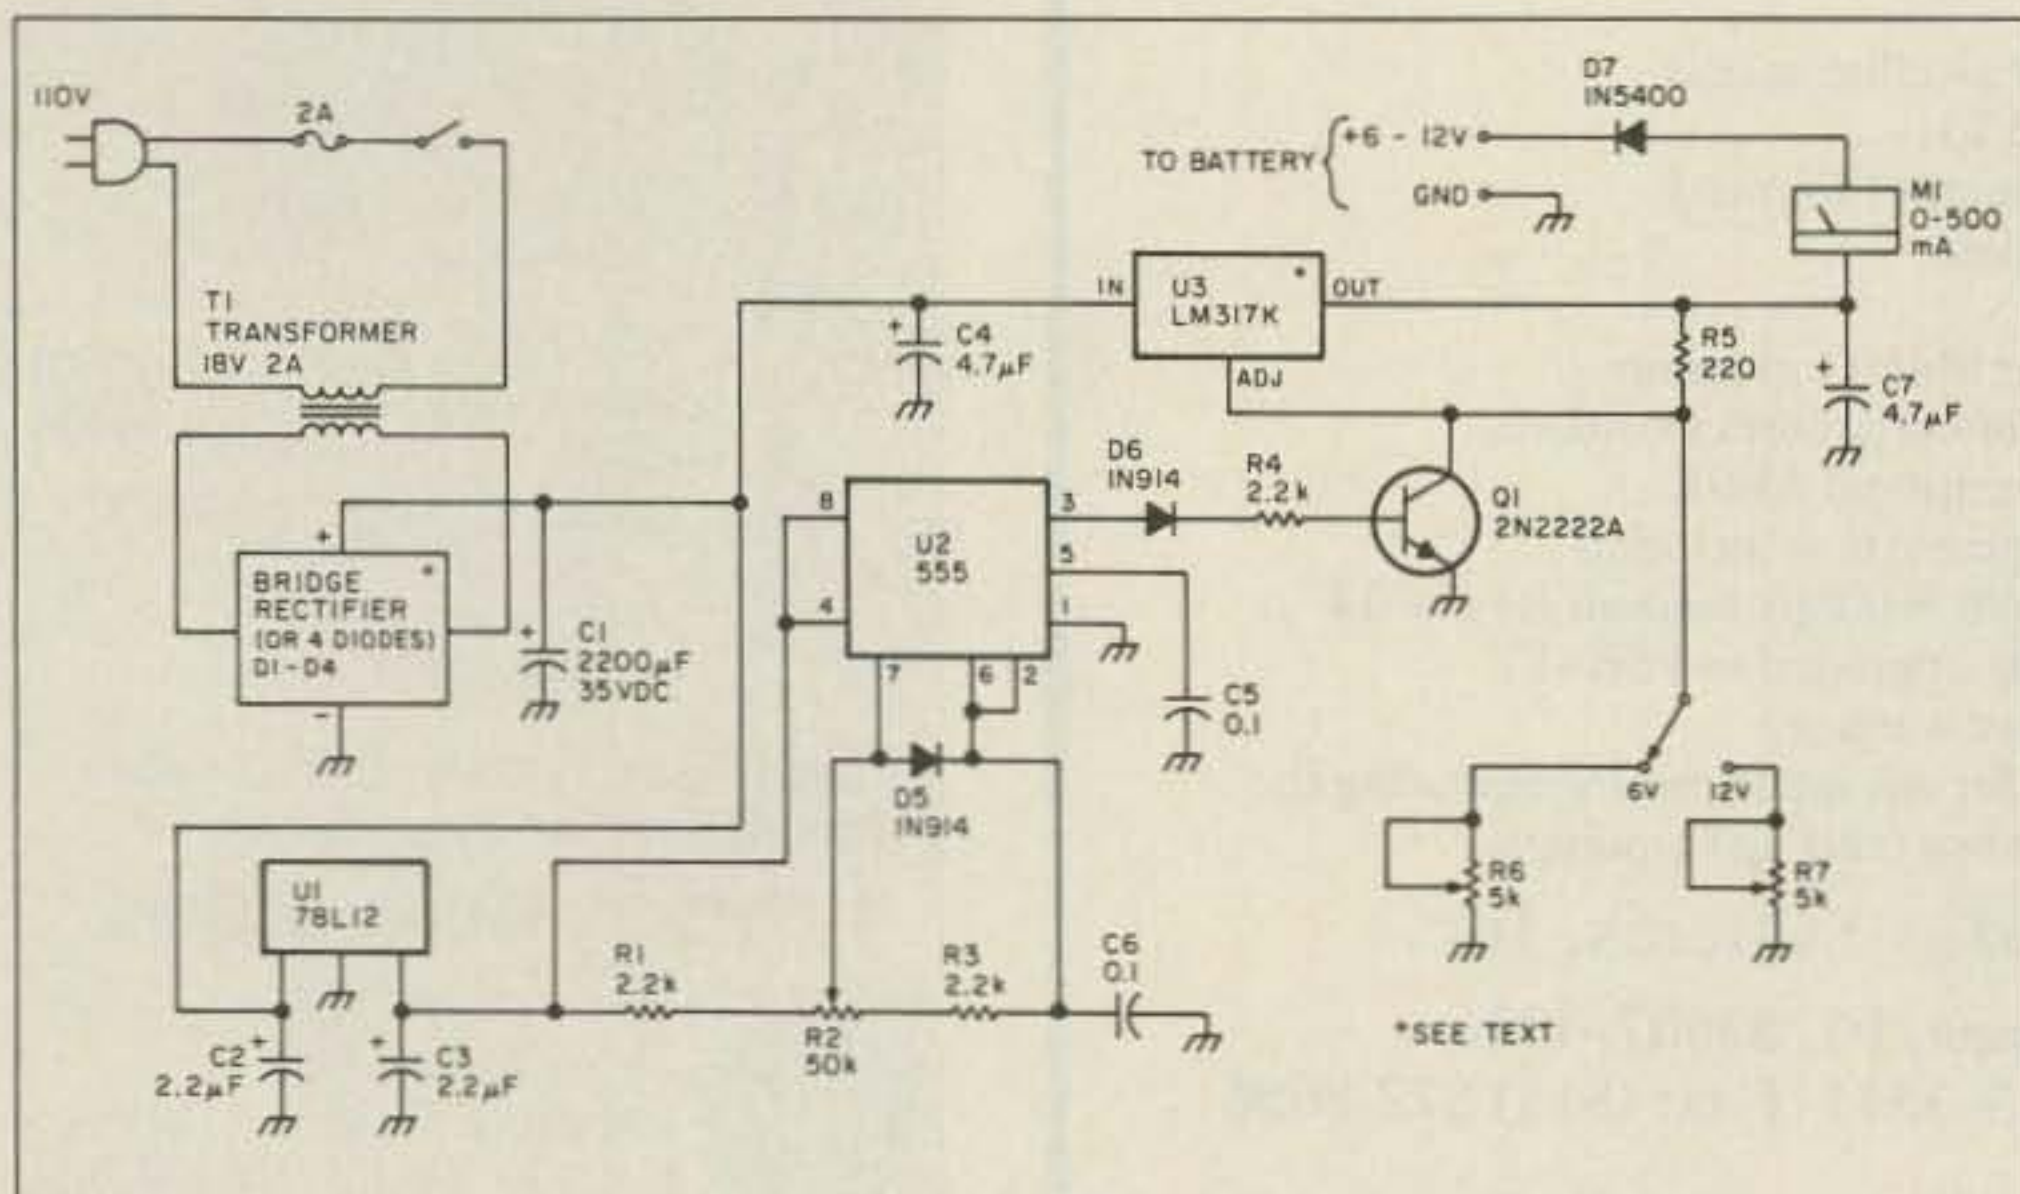 110V
2A
T1
TRANSFORMER
18V 2A
+
BRIDGE *
RECTIFIER
(OR 4 DIODES)
D1-D4
-
+
C1
2200µF
35VDC
U1
78L12
+
C2
2.2µF
+
C3
2.2µF
R1
2.2k
R2
50k
R3
2.2k
C6
0.1
D5
1N914
U2
555
8
4
7
6
2
3
5
1
C5
0.1
D6
1N914
R4
2.2k
Q1
2N2222A
+
C4
4.7µF
IN
U3 *
LM317K
OUT
ADJ
TO BATTERY
+6 - 12V
GND
D7
1N5400
M1
0-500
mA
R5
220
+
C7
4.7µF
6V
12V
R6
5k
R7
5k
*SEE TEXT